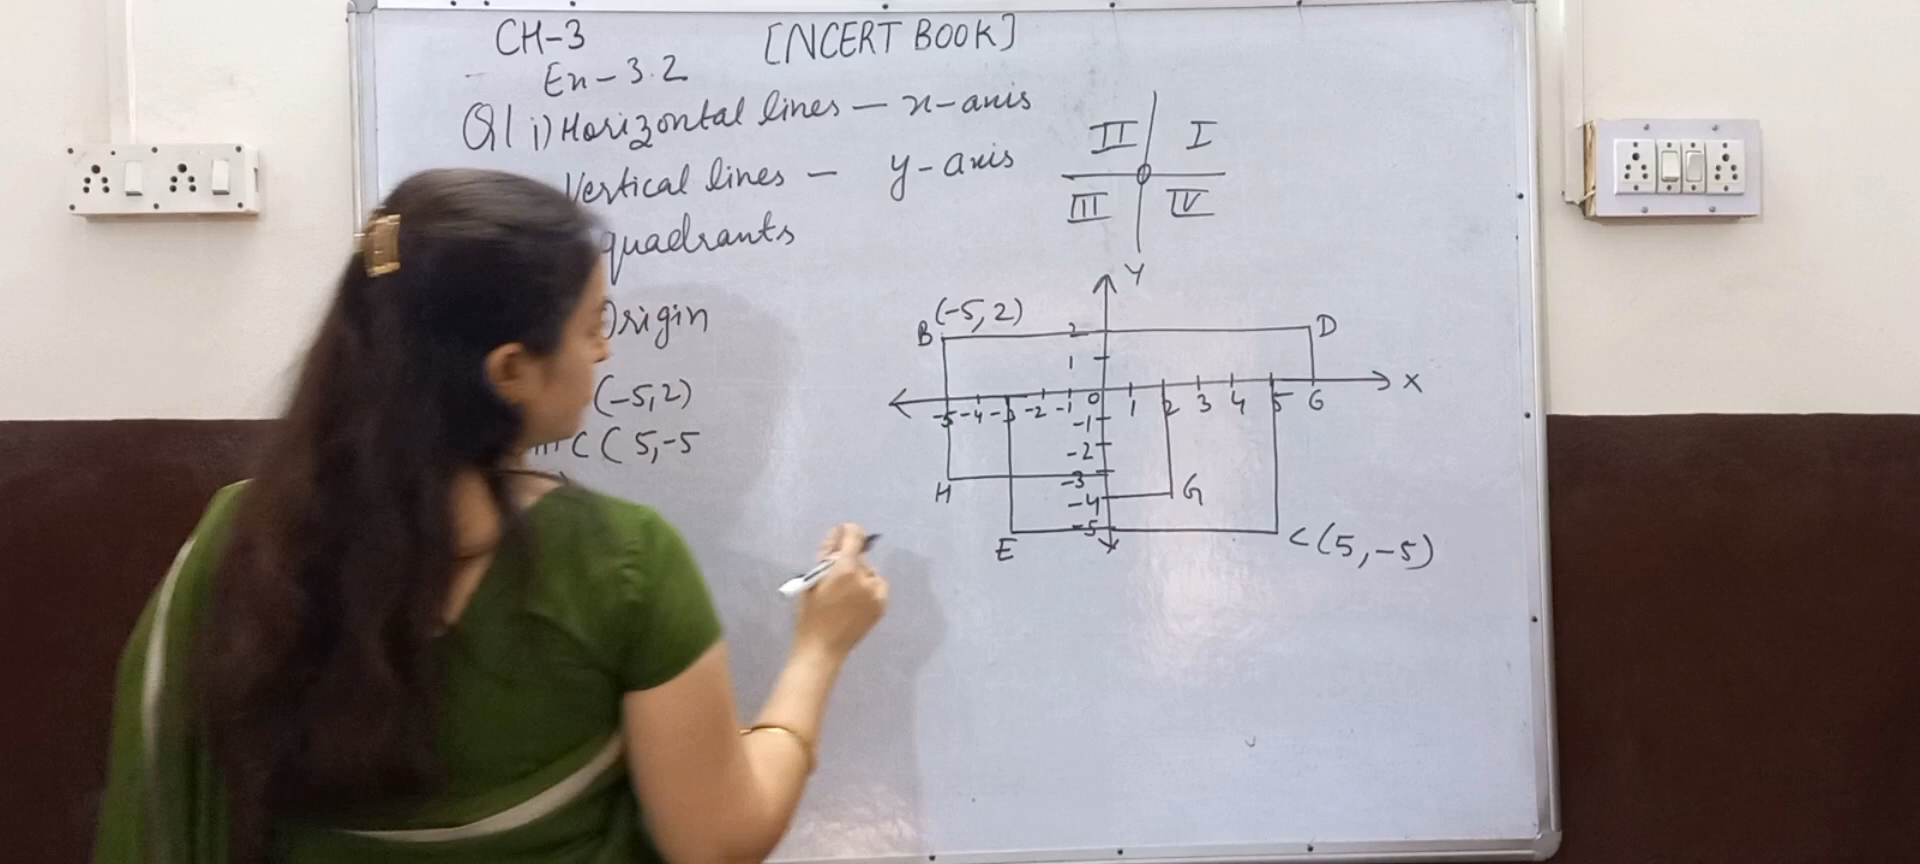 CH-3 [NCERT BOOK]
Ex-3.2
Q1 i) Horizontal lines - x-axis
Vertical lines - y-axis
quadrants
Origin
(-5,2)
C (5,-5
II I
III IV
Y
B (-5,2) 2 D
1
-5 -4 -3 -2 -1 0 1 2 3 4 5 6 X
-1
-2
H -3
-4 G
-5
E C(5,-5)